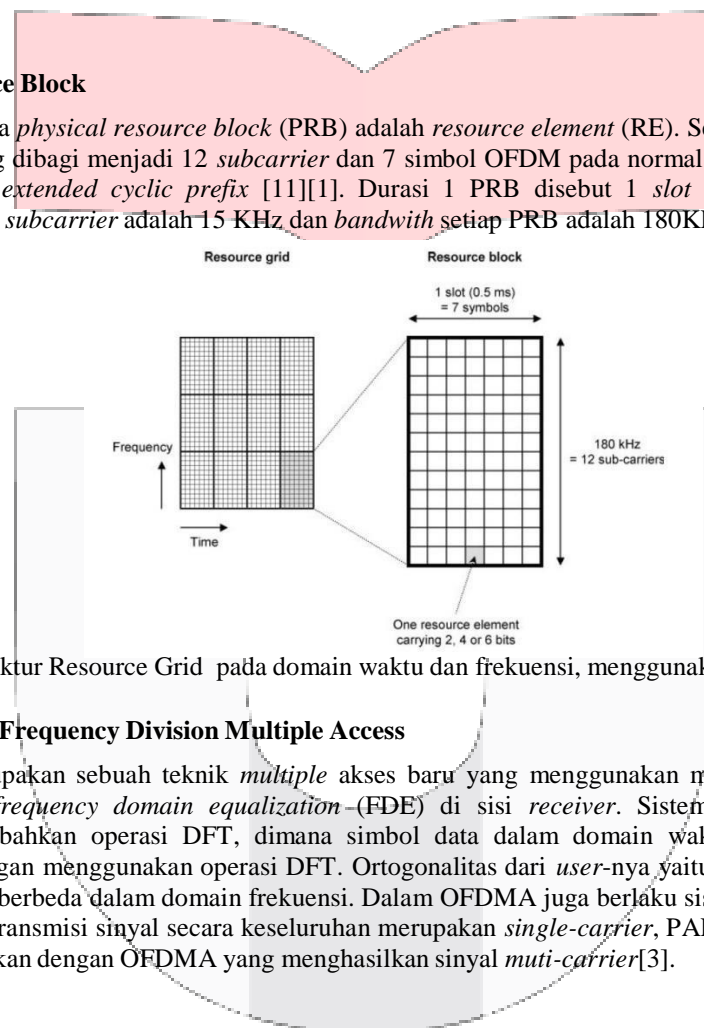 ce Block
a physical resource block (PRB) adalah resource element (RE). Se
g dibagi menjadi 12 subcarrier dan 7 simbol OFDM pada normal
extended cyclic prefix [11][1]. Durasi 1 PRB disebut 1 slot
subcarrier adalah 15 KHz dan bandwith setiap PRB adalah 180KH
Resource grid
Resource block
1 slot (0.5 ms)
= 7 symbols
Frequency
180 kHz
= 12 sub-carriers
Time
One resource element
carrying 2, 4 or 6 bits
ktur Resource Grid pada domain waktu dan frekuensi, menggunak
Frequency Division Multiple Access
upakan sebuah teknik multiple akses baru yang menggunakan m
frequency domain equalization (FDE) di sisi receiver. Sistem
bahkan operasi DFT, dimana simbol data dalam domain wak
gan menggunakan operasi DFT. Ortogonalitas dari user-nya yaitu
berbeda dalam domain frekuensi. Dalam OFDMA juga berlaku sis
ransmisi sinyal secara keseluruhan merupakan single-carrier, PAP
kan dengan OFDMA yang menghasilkan sinyal muti-carrier[3].